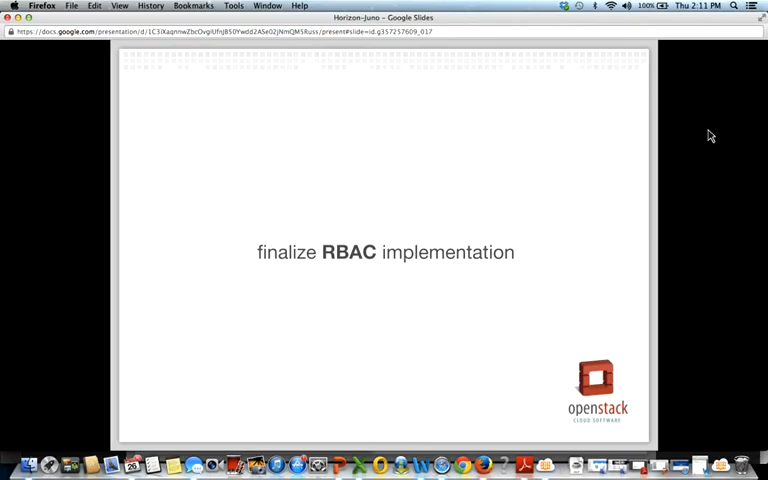 Firefox File Edit View History Bookmarks Tools Window Help
100% Thu 2:11 PM
Horizon-Juno – Google Slides
finalize RBAC implementation
openstack
CLOUD SOFTWARE
26